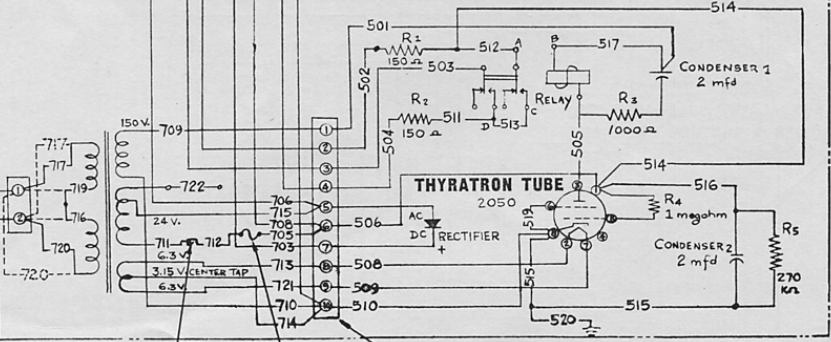 514
501
R1
150 Ω
512
A
B
517
CONDENSER 1
2 mfd
502
503
RELAY
R2
511
150 Ω
D
513
C
R3
1000 Ω
504
505
150 V.
709
1
2
3
4
717
717
719
716
720
720
1
2
722
706
715
24 V.
708
705
711
712
703
6.3 V.
713
3.15 V. CENTER TAP
721
6.3 V.
710
714
5
6
7
8
9
10
506
AC
DC
RECTIFIER
+
508
509
510
THYRATRON TUBE
2050
519
515
514
516
R4
1 megohm
CONDENSER 2
2 mfd
R5
270
KΩ
515
520